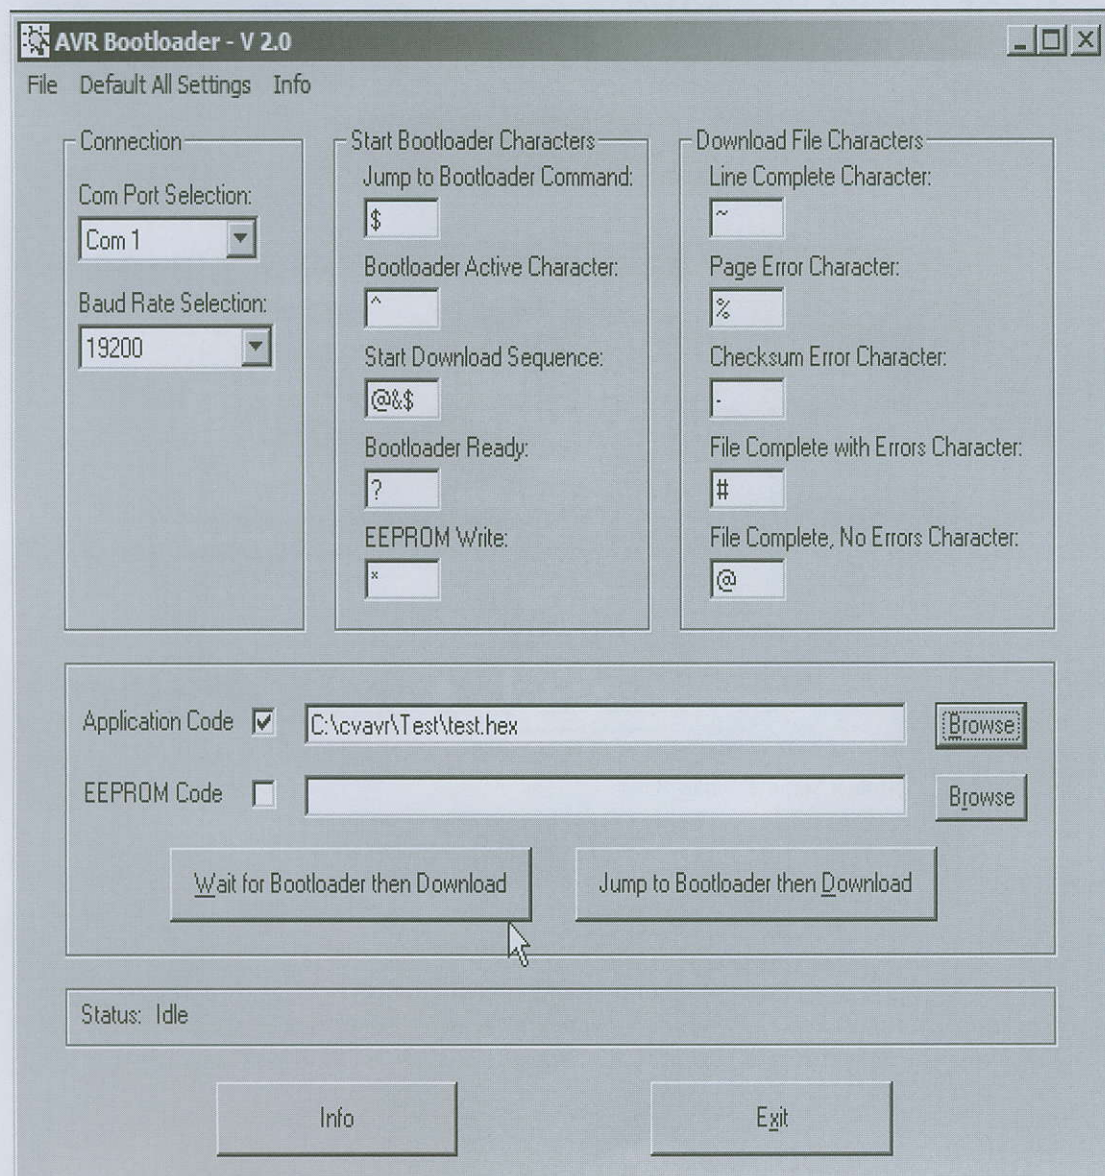 AVR Bootloader - V 2.0
File Default All Settings Info
Connection
Com Port Selection:
Com 1
Baud Rate Selection:
19200
Start Bootloader Characters
Jump to Bootloader Command:
$
Bootloader Active Character:
^
Start Download Sequence:
@&$
Bootloader Ready:
?
EEPROM Write:
*
Download File Characters
Line Complete Character:
~
Page Error Character:
%
Checksum Error Character:
-
File Complete with Errors Character:
#
File Complete, No Errors Character:
@
Application Code C:\cvavr\Test\test.hex Browse
EEPROM Code Browse
Wait for Bootloader then Download Jump to Bootloader then Download
Status: Idle
Info Exit